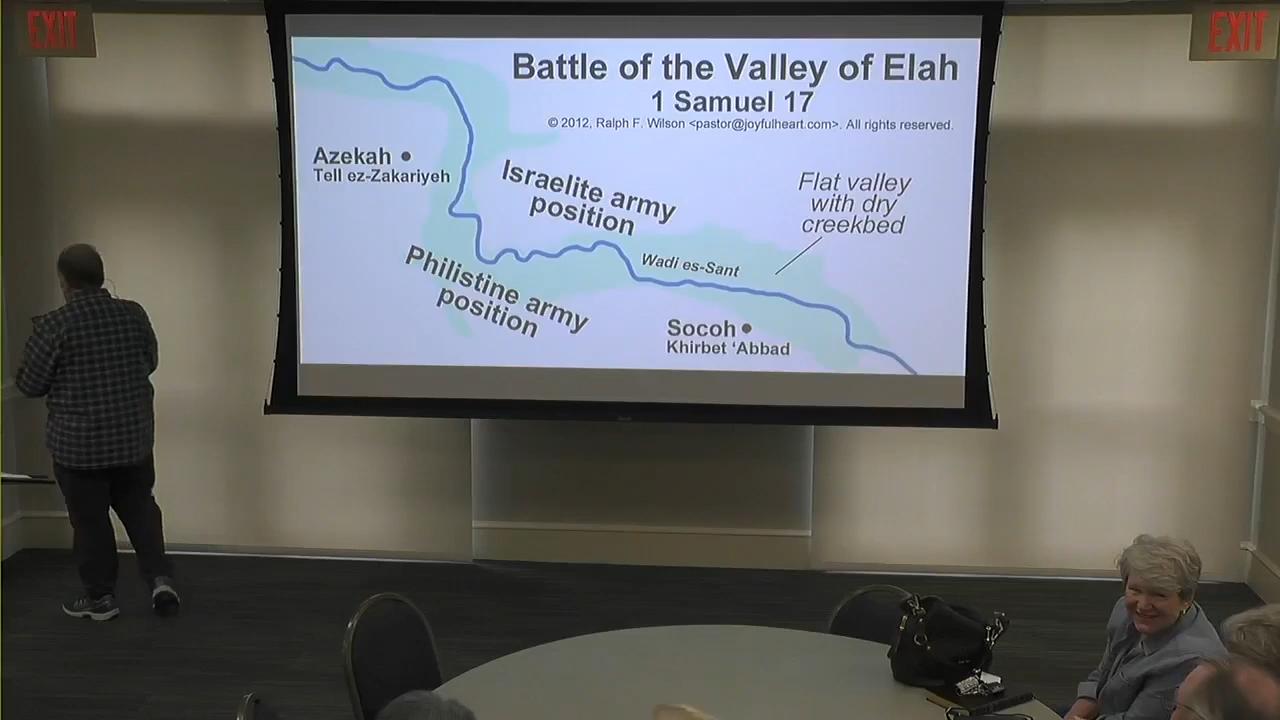 EXIT
EXIT
Battle of the Valley of Elah
1 Samuel 17
© 2012, Ralph F. Wilson <pastor@joyfulheart.com>. All rights reserved.
Azekah
Tell ez-Zakariyeh
Israelite army
position
Flat valley
with dry
creekbed
Wadi es-Sant
Philistine army
position
Socoh
Khirbet ‘Abbad